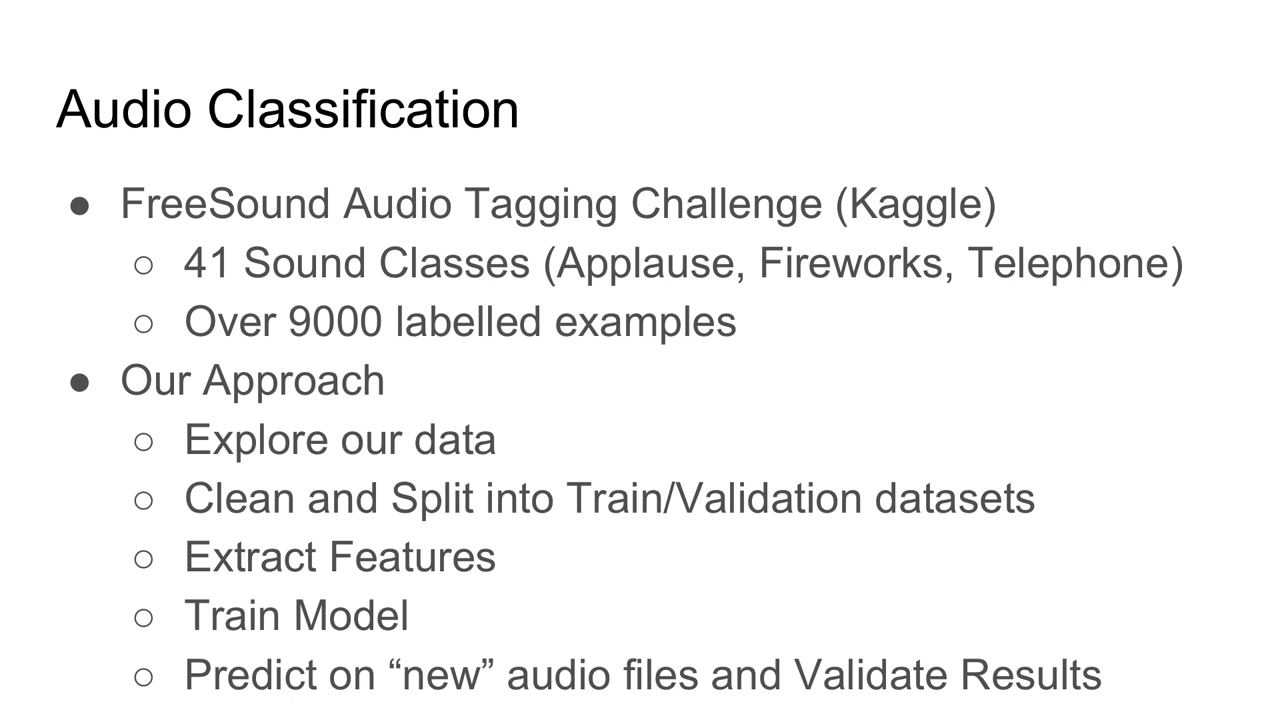 Audio Classification
● FreeSound Audio Tagging Challenge (Kaggle)
○ 41 Sound Classes (Applause, Fireworks, Telephone)
○ Over 9000 labelled examples
● Our Approach
○ Explore our data
○ Clean and Split into Train/Validation datasets
○ Extract Features
○ Train Model
○ Predict on “new” audio files and Validate Results